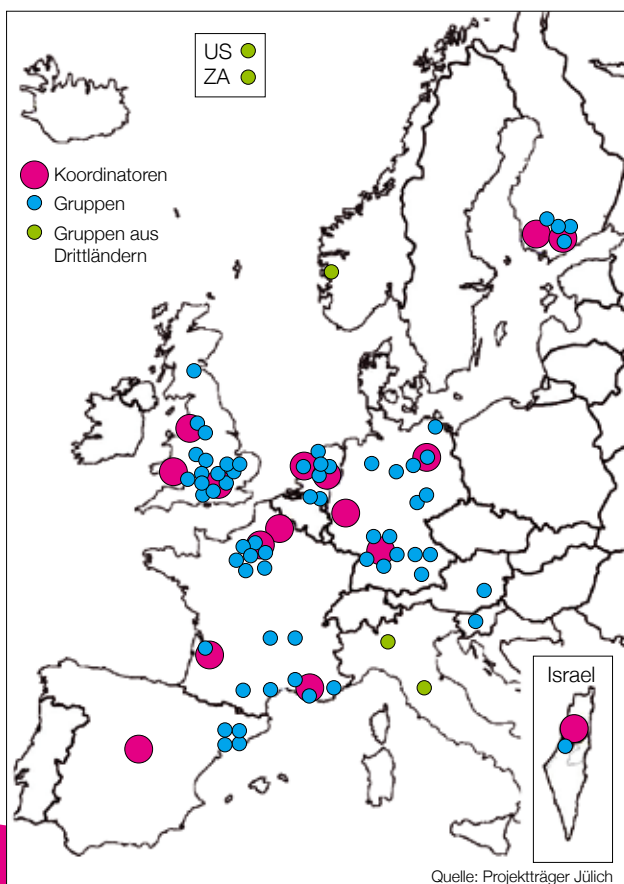 US
ZA
Koordinatoren
Gruppen
Gruppen aus
Drittländern
Israel
Quelle: Projektträger Jülich